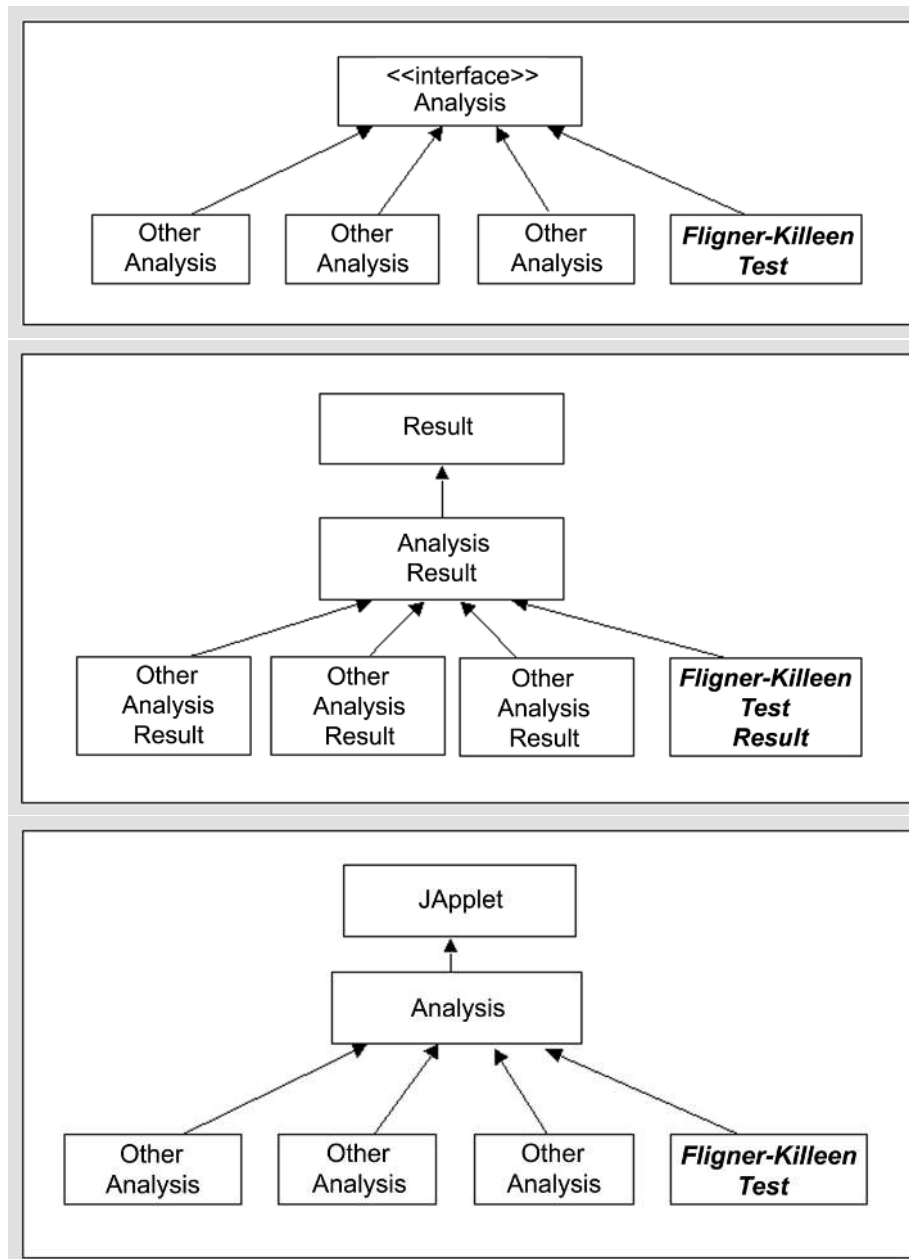 <<interface>>
Analysis
Other
Analysis
Other
Analysis
Other
Analysis
Fligner-Killeen
Test
Result
Analysis
Result
Other
Analysis
Result
Other
Analysis
Result
Other
Analysis
Result
Fligner-Killeen
Test
Result
JApplet
Analysis
Other
Analysis
Other
Analysis
Other
Analysis
Fligner-Killeen
Test